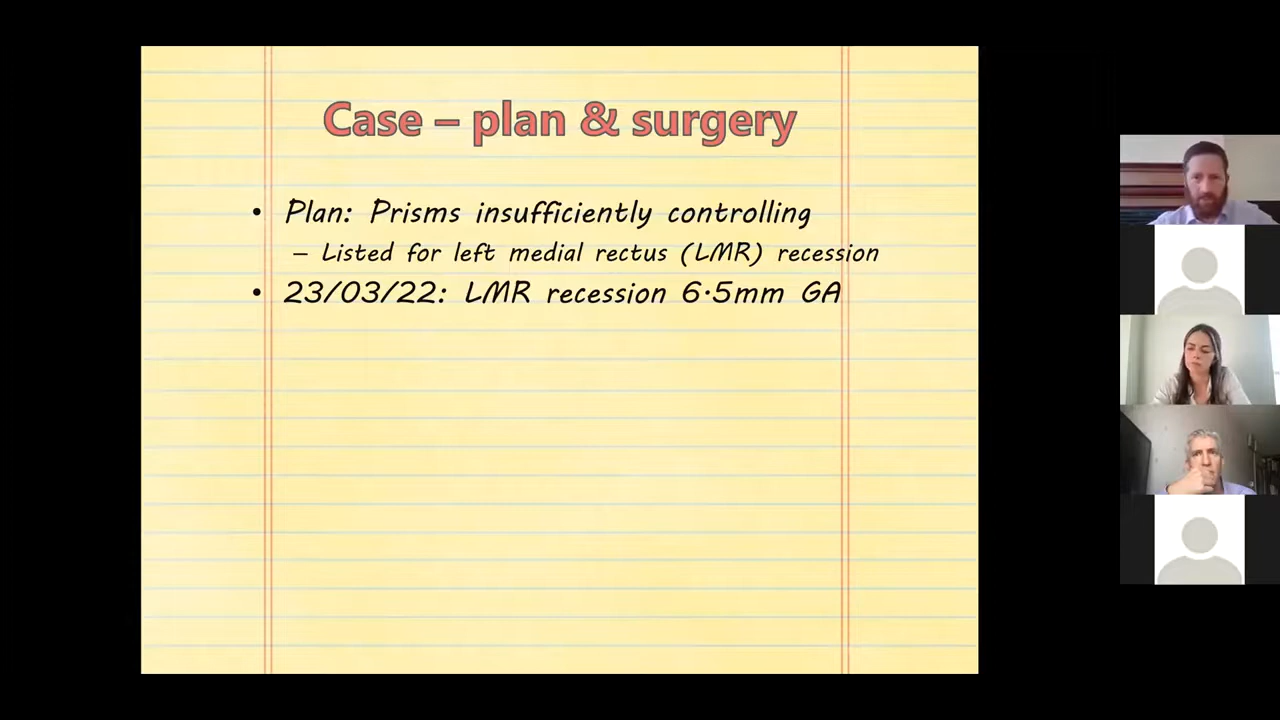 Case – plan & surgery
• Plan: Prisms insufficiently controlling
– Listed for left medial rectus (LMR) recession
• 23/03/22: LMR recession 6·5mm GA